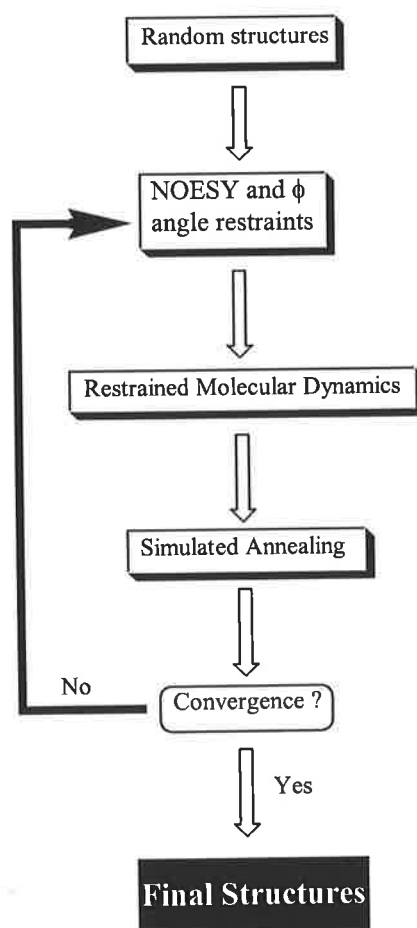 Random structures
NOESY and ϕ
angle restraints
Restrained Molecular Dynamics
Simulated Annealing
No
Convergence ?
Yes
Final Structures